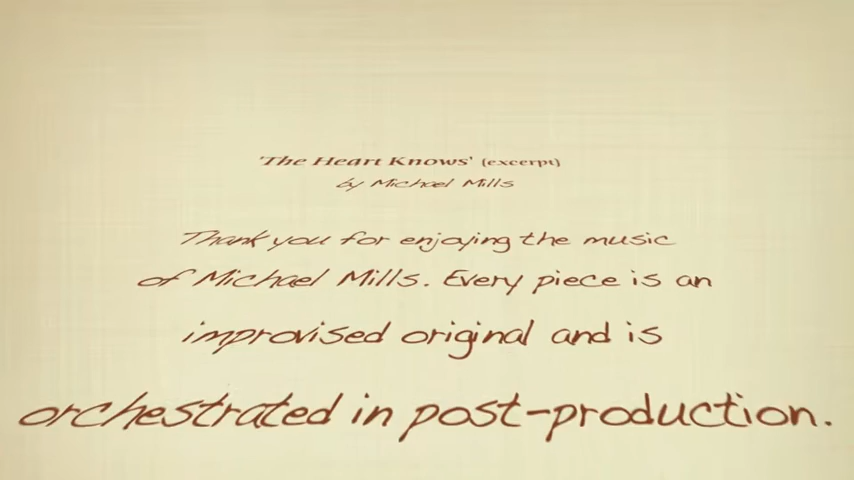 'The Heart Knows' (excerpt)
by Michael Mills
Thank you for enjoying the music
of Michael Mills. Every piece is an
improvised original and is
orchestrated in post-production.